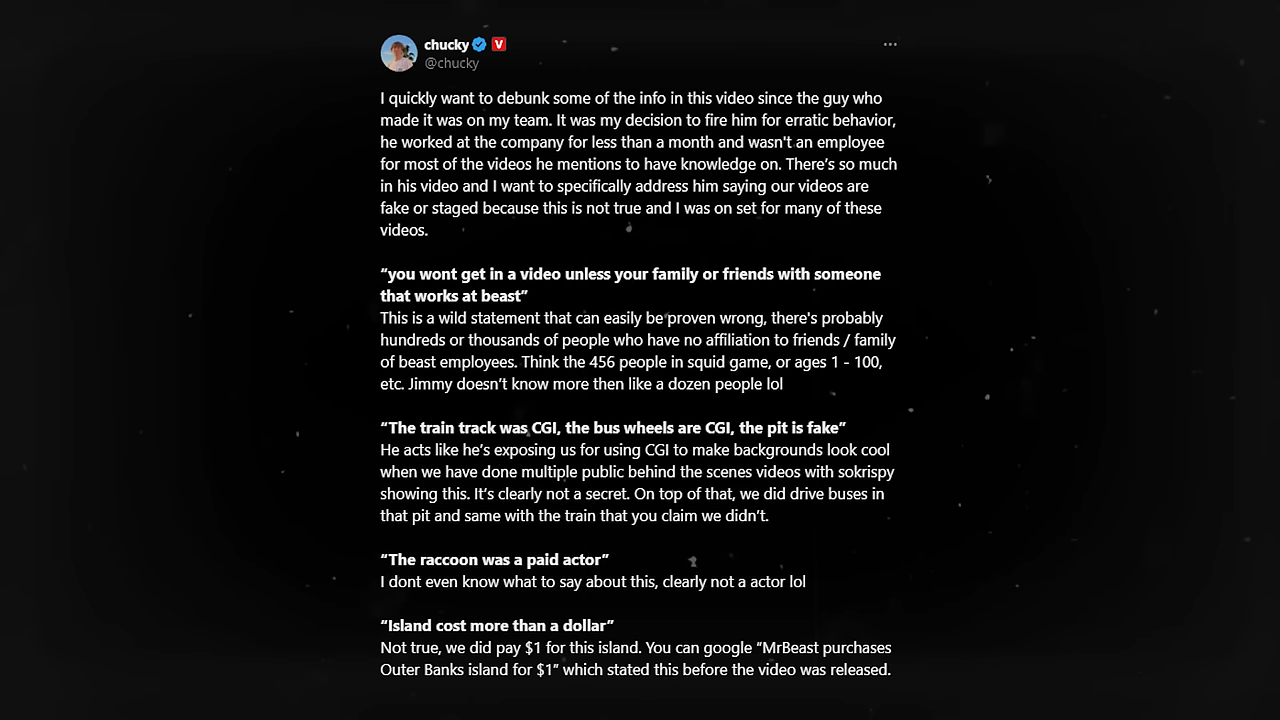 chucky V
@chucky
I quickly want to debunk some of the info in this video since the guy who
made it was on my team. It was my decision to fire him for erratic behavior,
he worked at the company for less than a month and wasn't an employee
for most of the videos he mentions to have knowledge on. There's so much
in his video and I want to specifically address him saying our videos are
fake or staged because this is not true and I was on set for many of these
videos.
“you wont get in a video unless your family or friends with someone
that works at beast”
This is a wild statement that can easily be proven wrong, there's probably
hundreds or thousands of people who have no affiliation to friends / family
of beast employees. Think the 456 people in squid game, or ages 1 - 100,
etc. Jimmy doesn’t know more then like a dozen people lol
“The train track was CGI, the bus wheels are CGI, the pit is fake”
He acts like he’s exposing us for using CGI to make backgrounds look cool
when we have done multiple public behind the scenes videos with sokrispy
showing this. It’s clearly not a secret. On top of that, we did drive buses in
that pit and same with the train that you claim we didn’t.
“The raccoon was a paid actor”
I dont even know what to say about this, clearly not a actor lol
“Island cost more than a dollar”
Not true, we did pay $1 for this island. You can google “MrBeast purchases
Outer Banks island for $1” which stated this before the video was released.